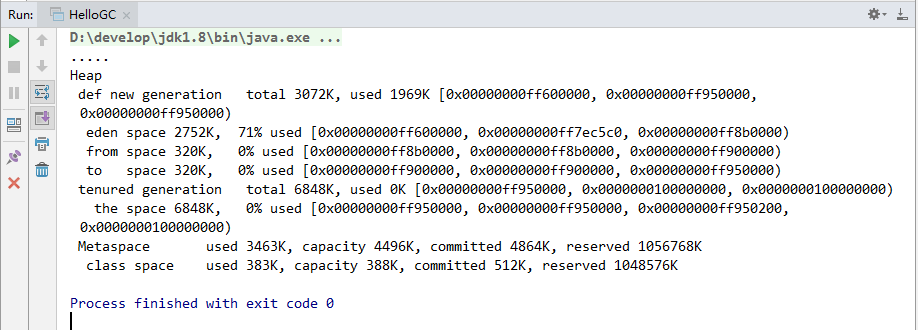 Run: HelloGC
D:\develop\jdk1.8\bin\java.exe ...
.....
Heap
 def new generation   total 3072K, used 1969K [0x00000000ff600000, 0x00000000ff950000,
 0x00000000ff950000)
  eden space 2752K,  71% used [0x00000000ff600000, 0x00000000ff7ec5c0, 0x00000000ff8b0000)
  from space 320K,   0% used [0x00000000ff8b0000, 0x00000000ff8b0000, 0x00000000ff900000)
  to   space 320K,   0% used [0x00000000ff900000, 0x00000000ff900000, 0x00000000ff950000)
 tenured generation   total 6848K, used 0K [0x00000000ff950000, 0x0000000100000000, 0x0000000100000000)
   the space 6848K,   0% used [0x00000000ff950000, 0x00000000ff950000, 0x00000000ff950200,
 0x0000000100000000)
 Metaspace       used 3463K, capacity 4496K, committed 4864K, reserved 1056768K
  class space    used 383K, capacity 388K, committed 512K, reserved 1048576K
Process finished with exit code 0